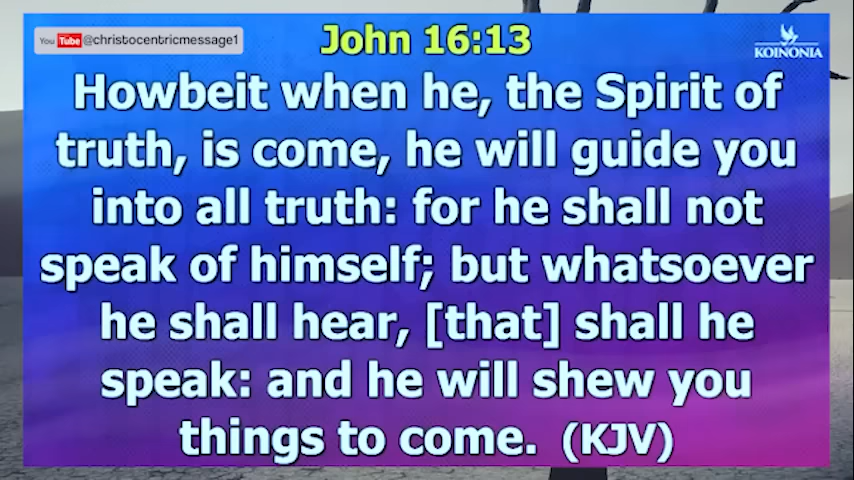 You Tube @christocentricmessage1
John 16:13
KOINONIA
Howbeit when he, the Spirit of
truth, is come, he will guide you
into all truth: for he shall not
speak of himself; but whatsoever
he shall hear, [that] shall he
speak: and he will shew you
things to come. (KJV)